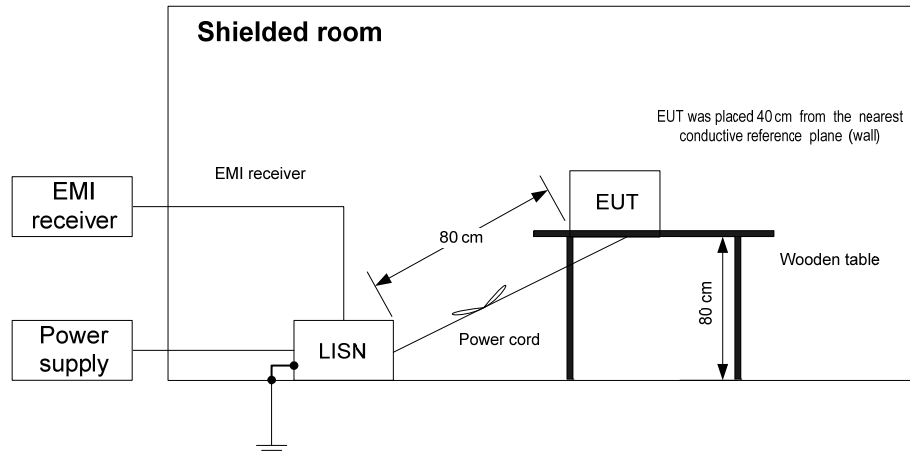 Shielded room
EUT was placed 40 cm from the nearest
conductive reference plane (wall)
EMI receiver
EMI
receiver
EUT
80 cm
Wooden table
80 cm
Power
supply
LISN
Power cord